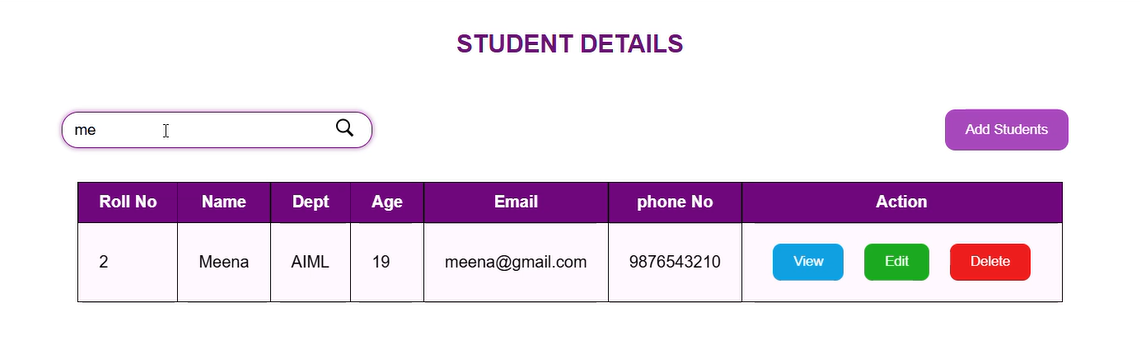 STUDENT DETAILS
me
Add Students
Roll No Name Dept Age Email phone No Action
2 Meena AIML 19 meena@gmail.com 9876543210 View Edit Delete